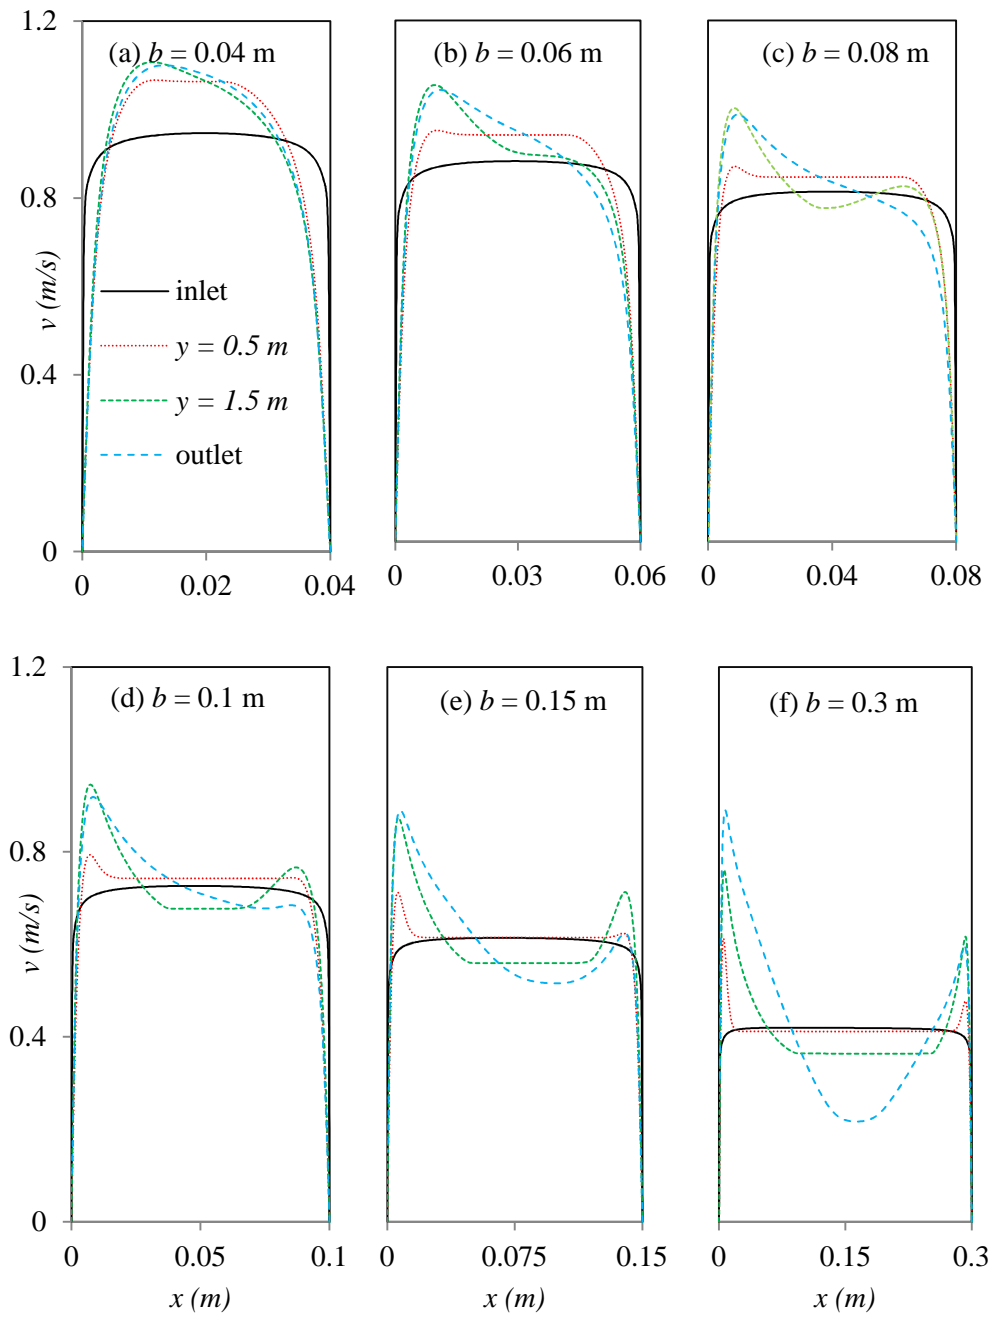 1.2
(a) b = 0.04 m
(b) b = 0.06 m
(c) b = 0.08 m
0.8
v (m/s)
inlet
y = 0.5 m
0.4
y = 1.5 m
outlet
0
0
0.02
0.04
0
0.03
0.06
0
0.04
0.08
1.2
(d) b = 0.1 m
(e) b = 0.15 m
(f) b = 0.3 m
0.8
v (m/s)
0.4
0
0
0.05
0.1
0
0.075
0.15
0
0.15
0.3
x (m)
x (m)
x (m)